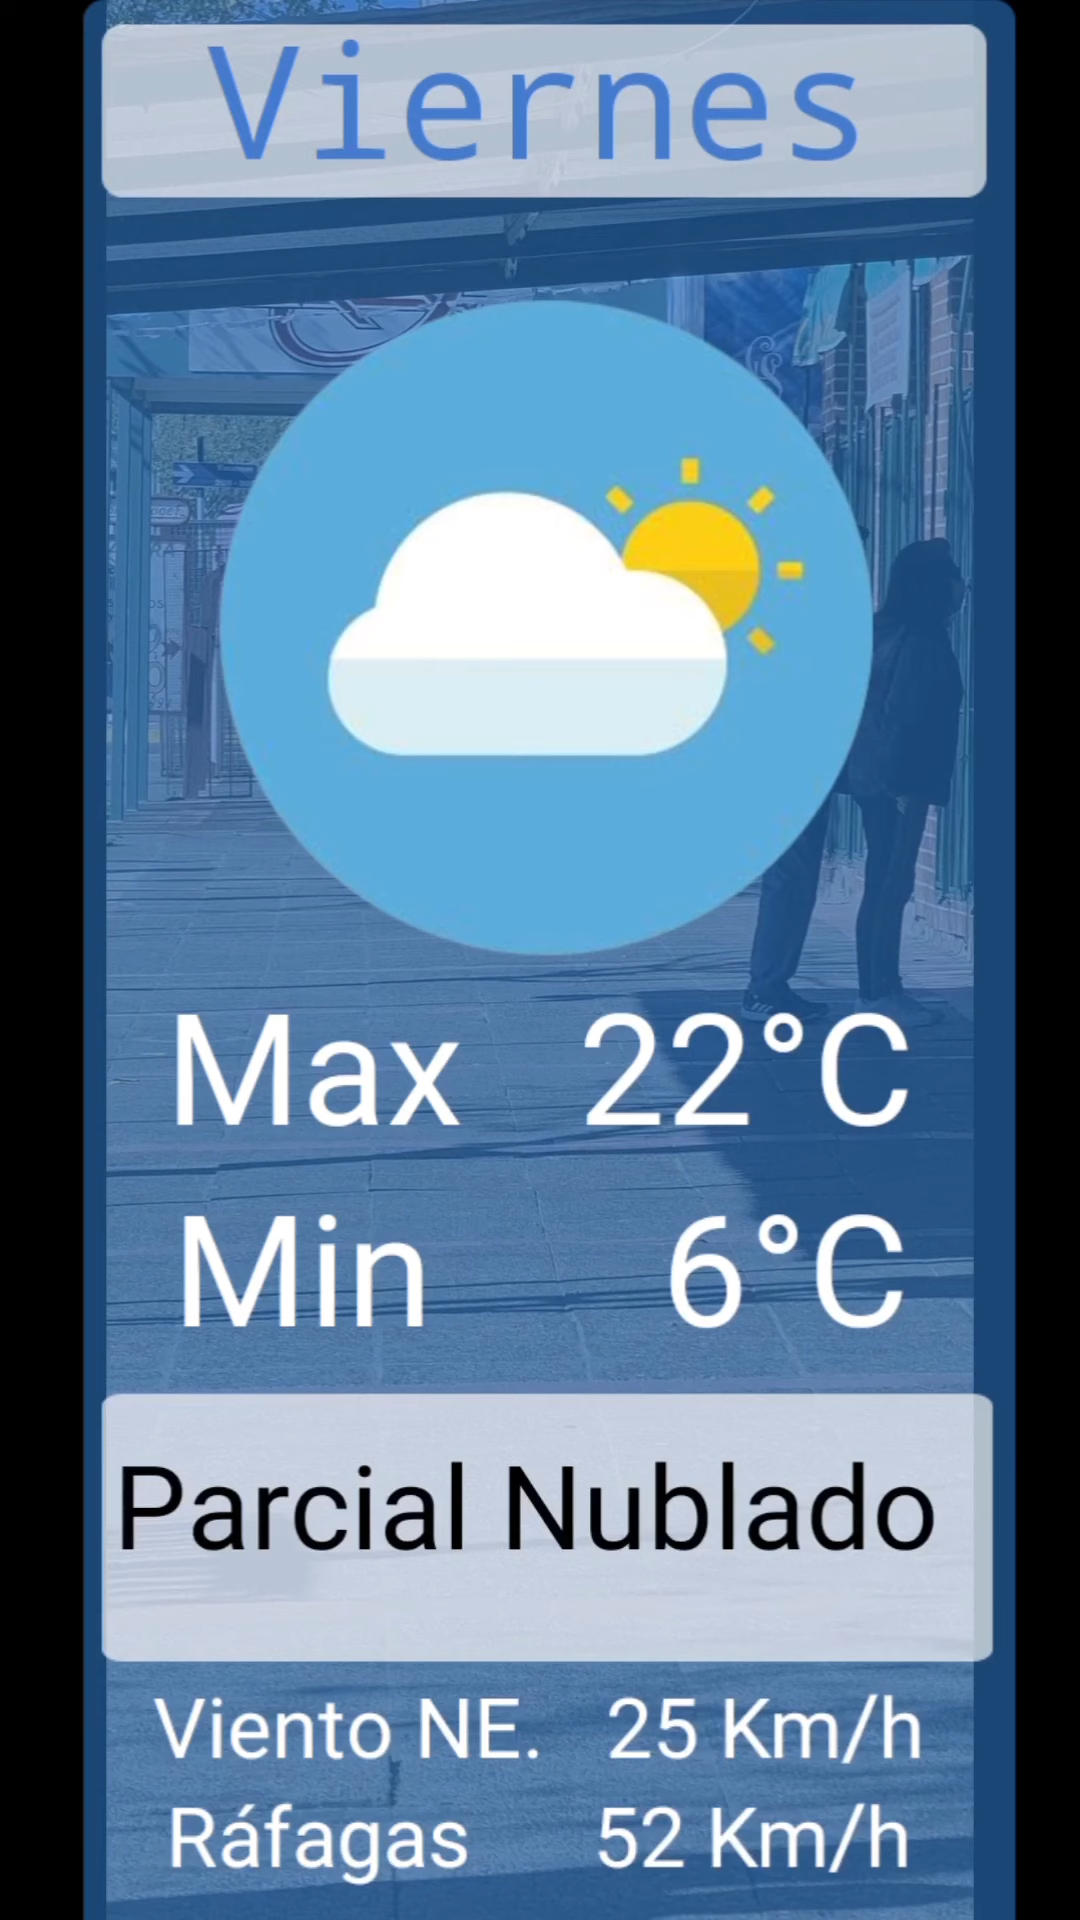 Viernes
Max 22°C
Min 6°C
Parcial Nublado
Viento NE. 25 Km/h
Ráfagas 52 Km/h